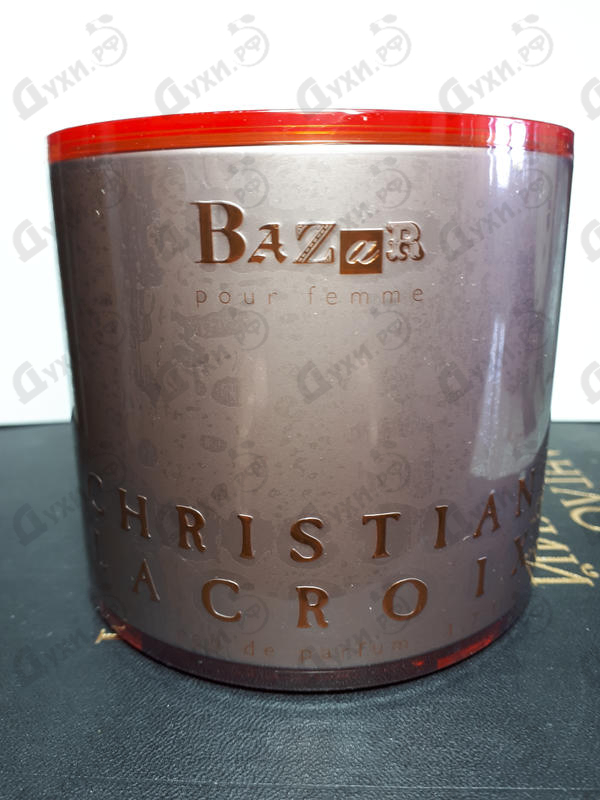 BAZaR
pour femme
CHRISTIAN
LACROIX
de parfum
Духи.рф